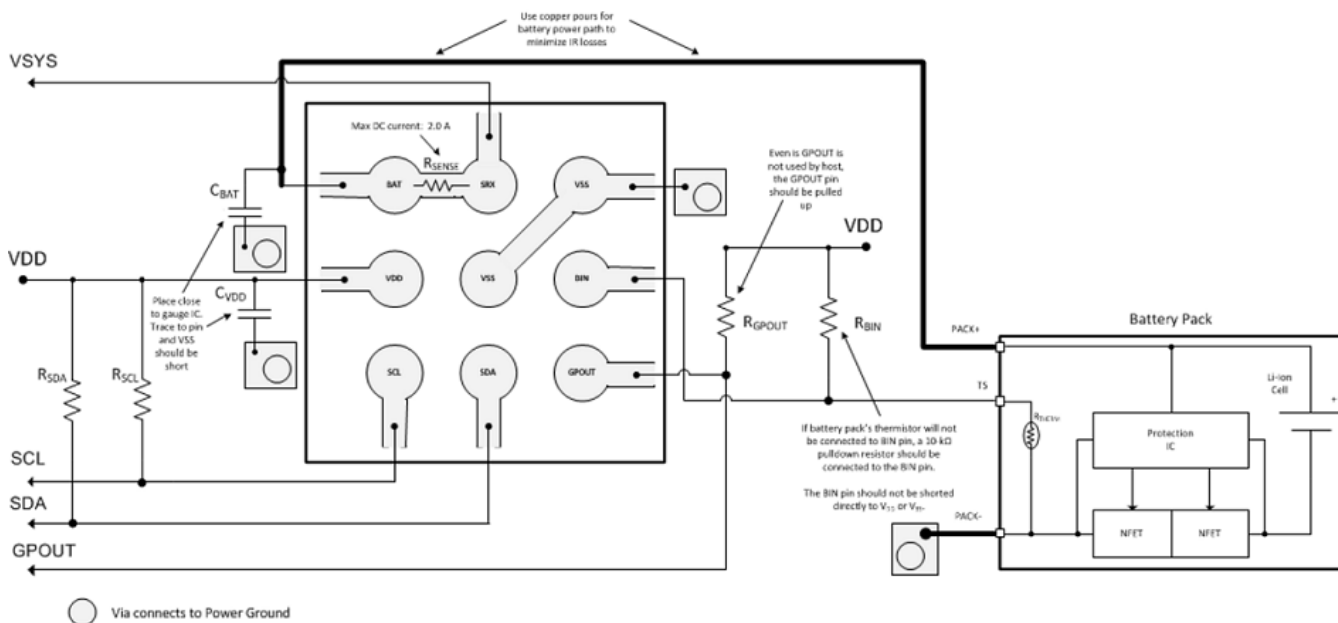 Use copper pours for
battery power path to
minimize IR losses
VSYS
Max DC current: 2.0 A
RSENSE
BAT
SRX
VSS
CBAT
Even is GPOUT is
not used by host,
the GPOUT pin
should be pulled
up
VDD
VDD
CVDD
VDD
VSS
BIN
Place close
to gauge IC.
Trace to pin
and VSS
should be
short
RGPOUT
RBIN
PACK+
Battery Pack
RSDA
RSCL
SCL
SDA
GPOUT
TS
Li-Ion
Cell
+
Protection
IC
If battery pack's thermistor will not
be connected to BIN pin, a 10-kΩ
pulldown resistor should be
connected to the BIN pin.
The BIN pin should not be shorted
directly to
or
SCL
SDA
PACK-
NFET
NFET
GPOUT
Via connects to Power Ground